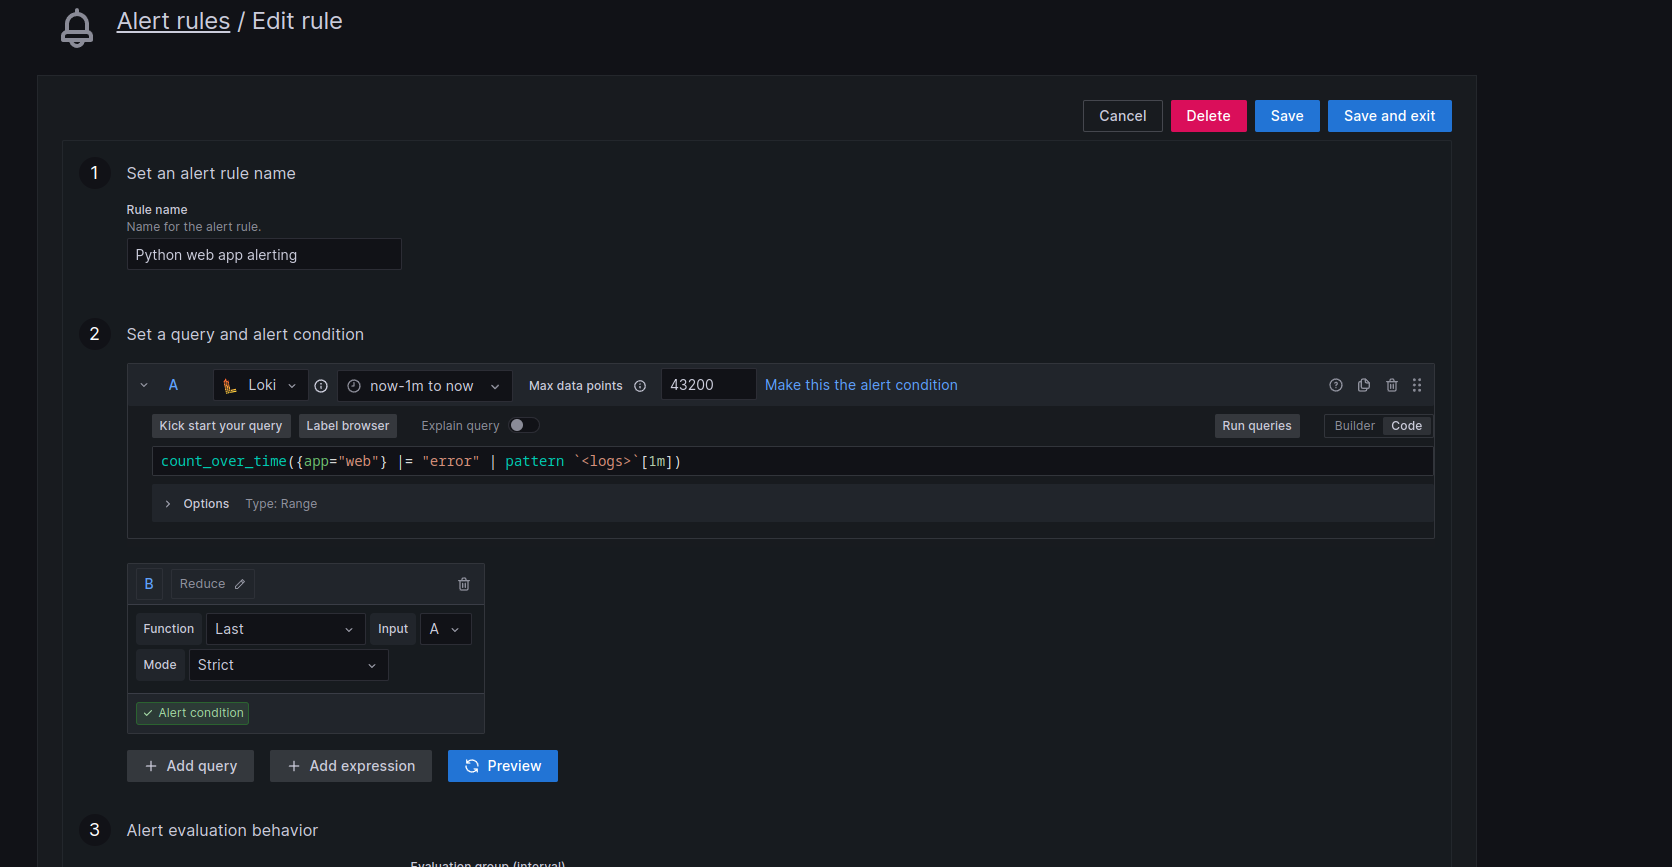 Alert rules / Edit rule
Cancel Delete Save Save and exit
1 Set an alert rule name
Rule name
Name for the alert rule.
Python web app alerting
2 Set a query and alert condition
A Loki now-1m to now Max data points 43200 Make this the alert condition
Kick start your query Label browser Explain query Run queries Builder Code
count_over_time({app="web"} |= "error" | pattern `<logs>`[1m])
Options Type: Range
B Reduce
Function Last Input A
Mode Strict
Alert condition
Add query Add expression Preview
3 Alert evaluation behavior
Evaluation group (interval)